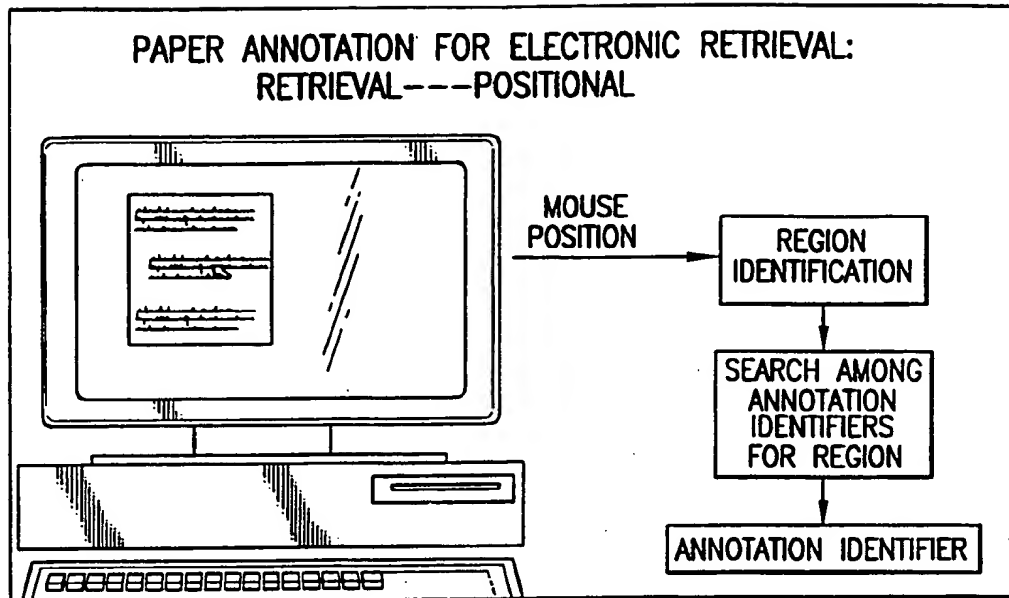 PAPER ANNOTATION FOR ELECTRONIC RETRIEVAL:
RETRIEVAL---POSITIONAL
MOUSE
POSITION
REGION
IDENTIFICATION
SEARCH AMONG
ANNOTATION
IDENTIFIERS
FOR REGION
ANNOTATION IDENTIFIER